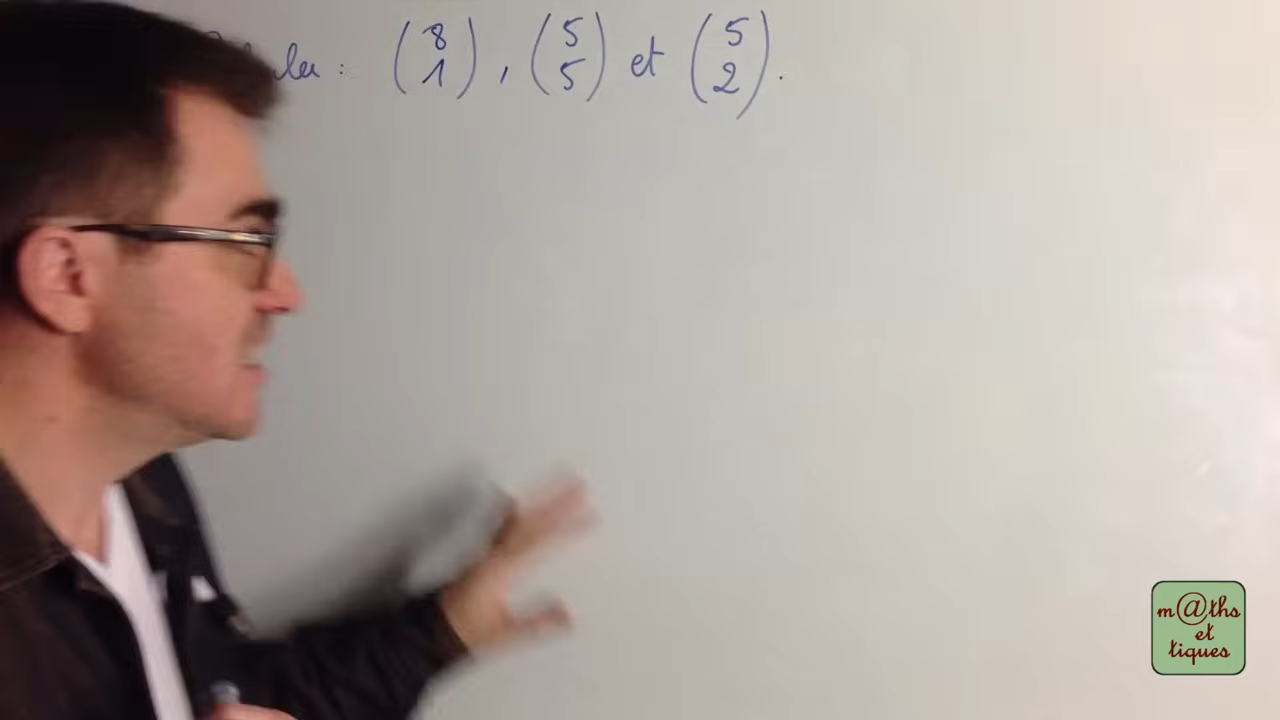 : (8 1), (5 5) et (5 2).
m@ths
et
tiques